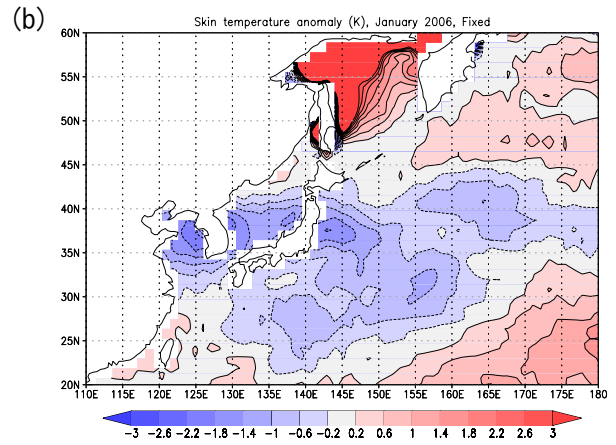 (b)
Skin temperature anomaly (K), January 2006, Fixed
60N
55N
50N
45N
40N
35N
30N
25N
20N
110E 115E 120E 125E 130E 135E 140E 145E 150E 155E 160E 165E 170E 175E 180
-3 -2.6 -2.2 -1.8 -1.4 -1 -0.6 -0.2 0.2 0.6 1 1.4 1.8 2.2 2.6 3